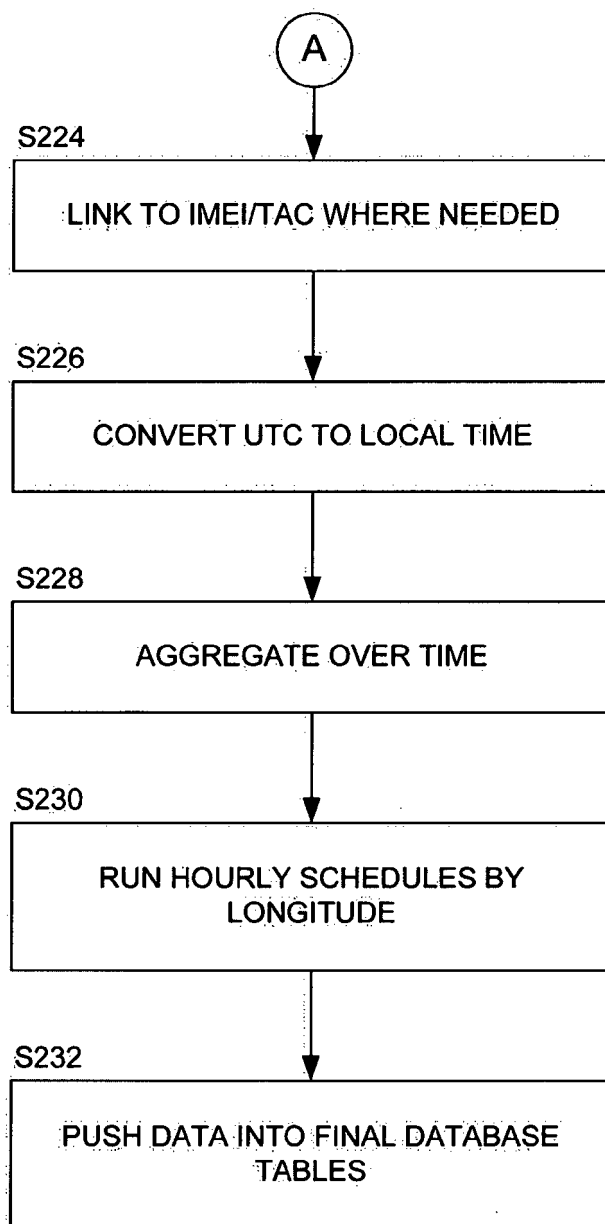 A
S224
LINK TO IMEI/TAC WHERE NEEDED
S226
CONVERT UTC TO LOCAL TIME
S228
AGGREGATE OVER TIME
S230
RUN HOURLY SCHEDULES BY
LONGITUDE
S232
PUSH DATA INTO FINAL DATABASE
TABLES